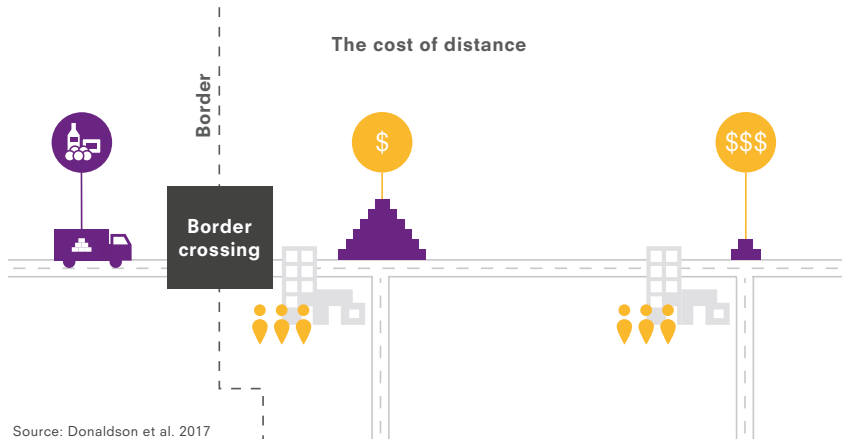 The cost of distance
Border
$
$$$
Border
crossing
Source: Donaldson et al. 2017